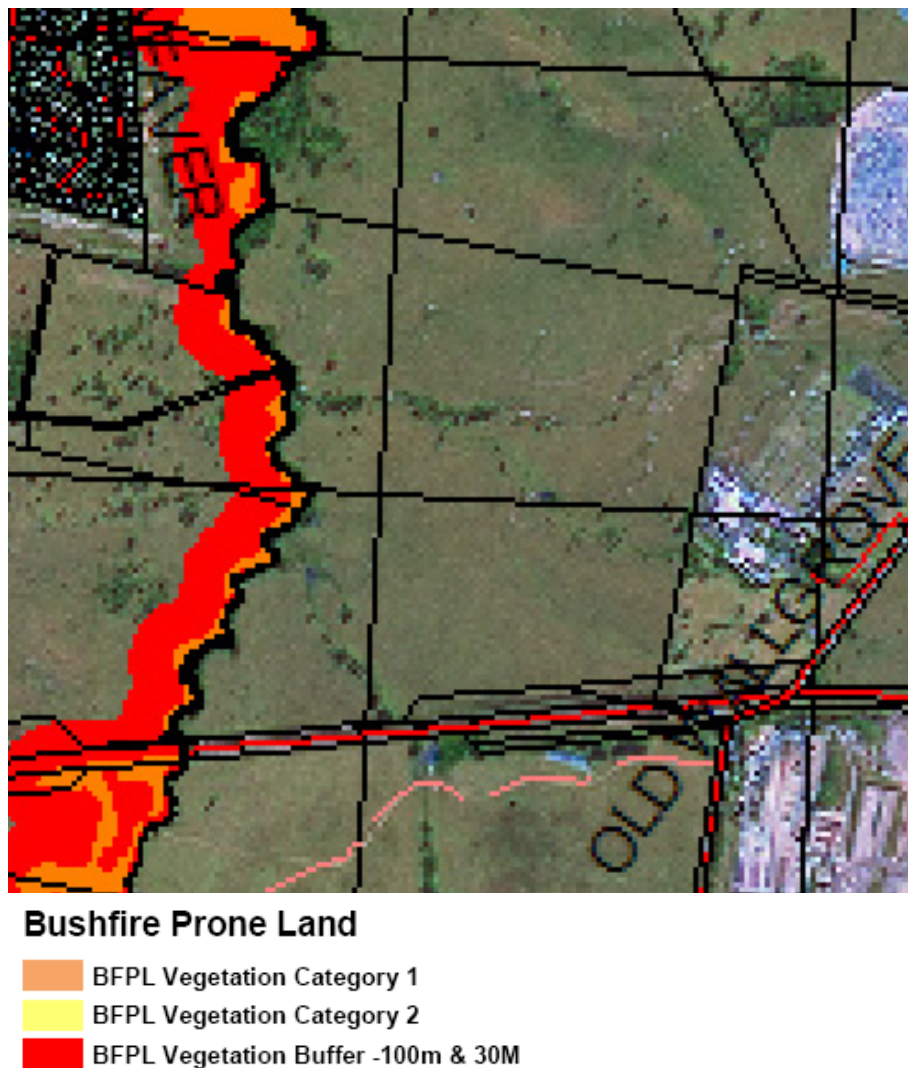 OLD
Bushfire Prone Land
BFPL Vegetation Category 1
BFPL Vegetation Category 2
BFPL Vegetation Buffer -100m & 30M